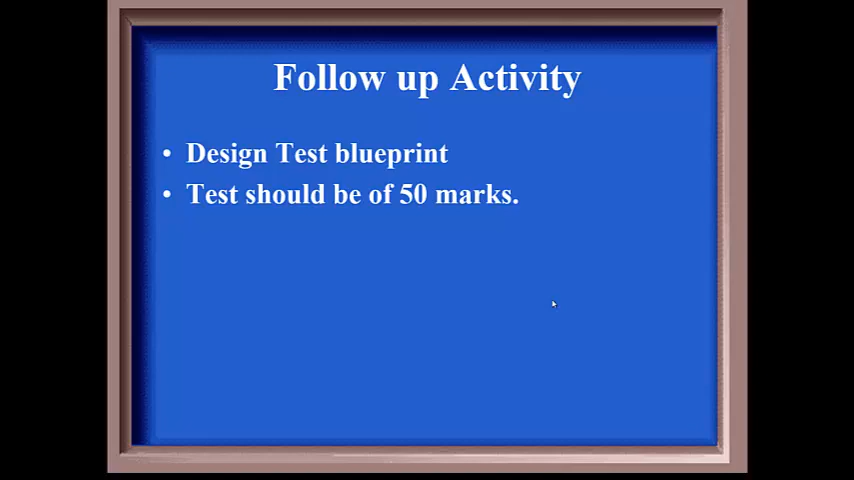 Follow up Activity
• Design Test blueprint
• Test should be of 50 marks.